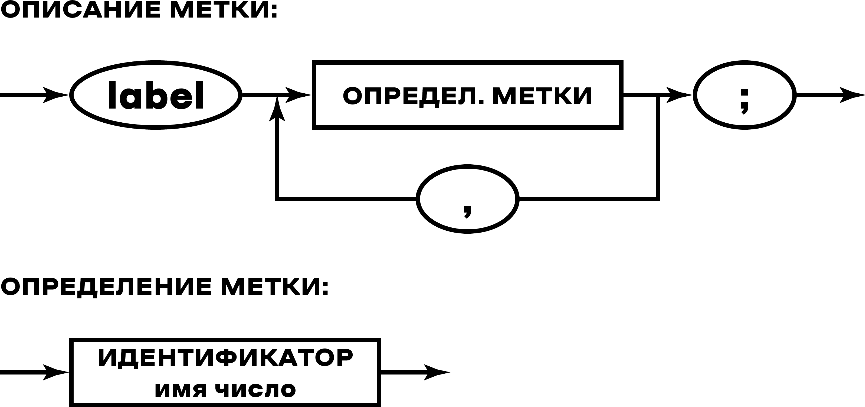 ОПИСАНИЕ МЕТКИ:
label
ОПРЕДЕЛ. МЕТКИ
;
,
ОПРЕДЕЛЕНИЕ МЕТКИ:
ИДЕНТИФИКАТОР
имя число